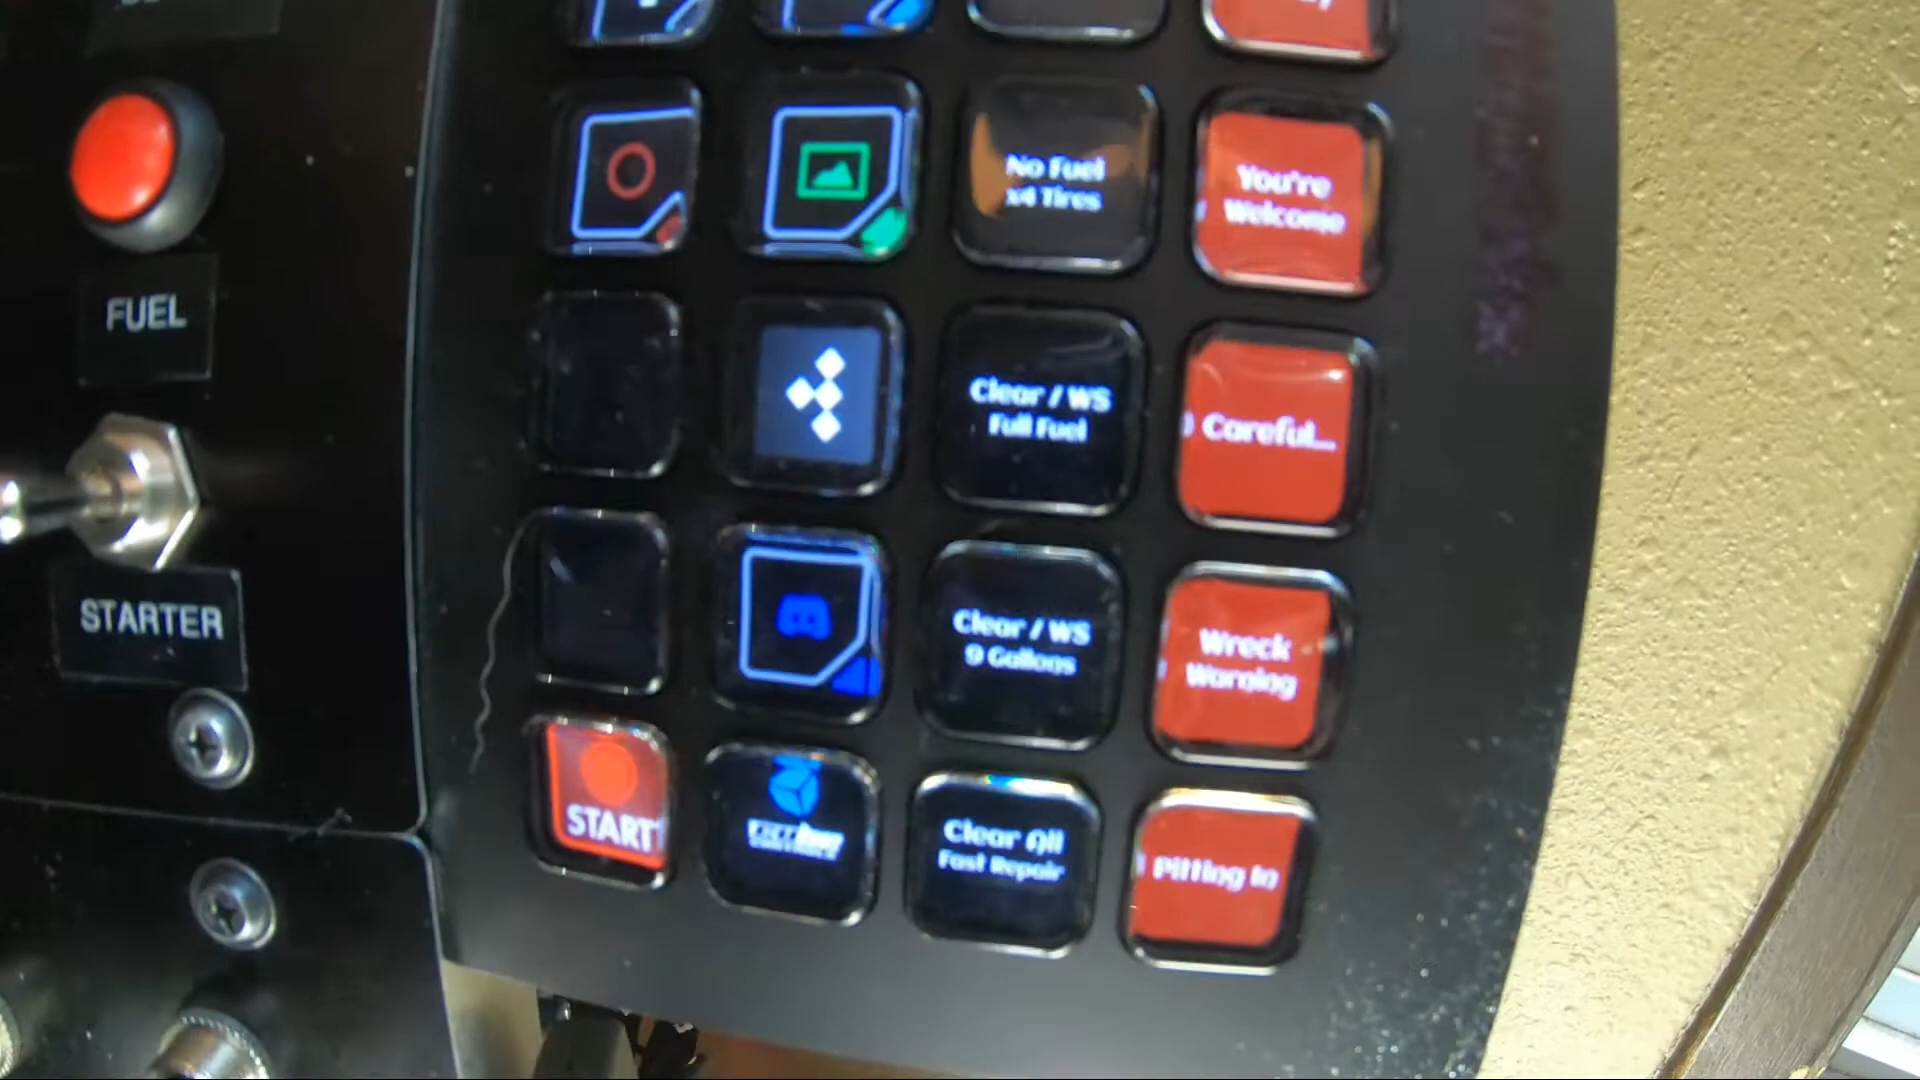 No Fuel
x4 Tires
You're
Welcome
FUEL
Clear / WS
Full Fuel
Careful...
STARTER
Clear / WS
9 Gallons
Wreck
Warning
START
Clear All
Fast Repair
Pitting In